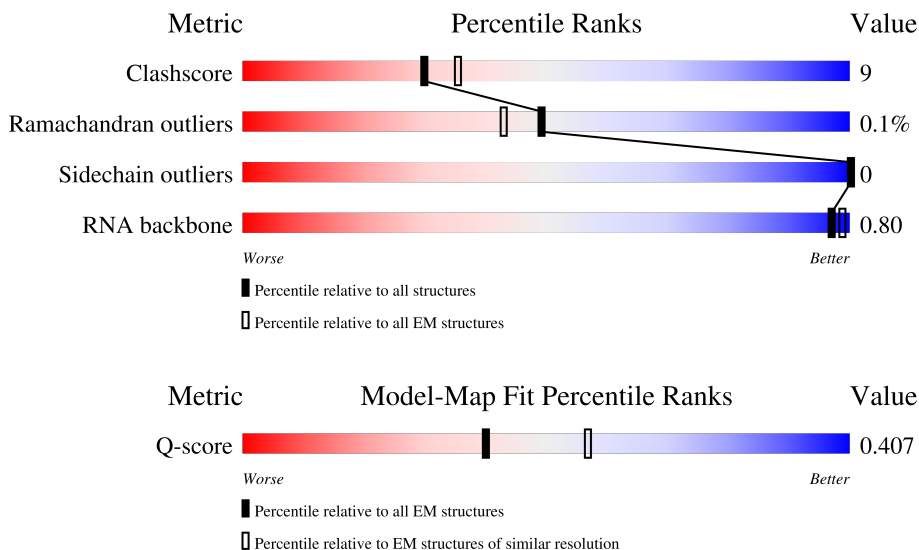 Metric Percentile Ranks Value
Clashscore 9
Ramachandran outliers 0.1%
Sidechain outliers 0
RNA backbone 0.80
Worse Better
Percentile relative to all structures
Percentile relative to all EM structures
Metric Model-Map Fit Percentile Ranks Value
Q-score 0.407
Worse Better
Percentile relative to all EM structures
Percentile relative to EM structures of similar resolution